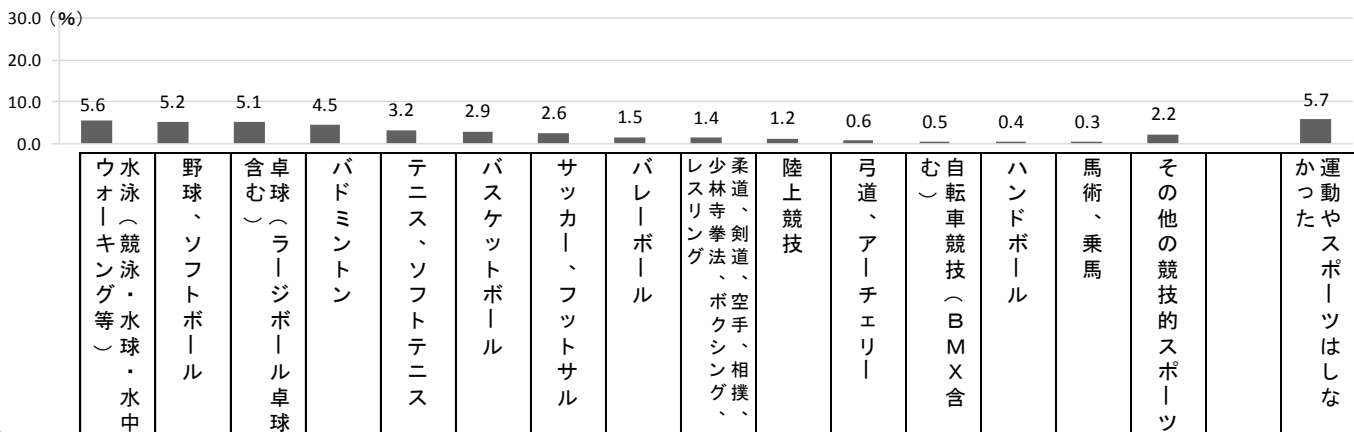 30.0 (%)
20.0
10.0
0.0
5.6
5.2
5.1
4.5
3.2
2.9
2.6
1.5
1.4
1.2
0.6
0.5
0.4
0.3
2.2
5.7
水泳（競泳・水球・水中
ウォーキング等）
野球、ソフトボール
卓球（ラージボール卓球
含む）
バドミントン
テニス、ソフトテニス
バスケットボール
サッカー、フットサル
バレーボール
柔道、剣道、空手、相撲、
少林寺拳法、ボクシング、
レスリング
陸上競技
弓道、アーチェリー
自転車競技（ＢＭＸ含
む）
ハンドボール
馬術、乗馬
その他の競技的スポーツ
運動やスポーツはしな
かった